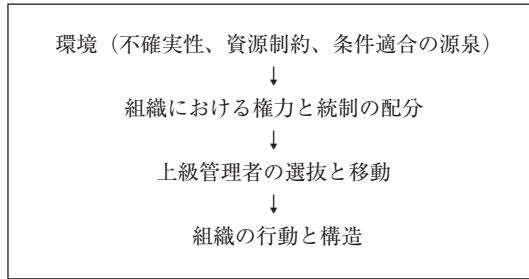 環境（不確実性、資源制約、条件適合の源泉）
↓
組織における権力と統制の配分
↓
上級管理者の選抜と移動
↓
組織の行動と構造